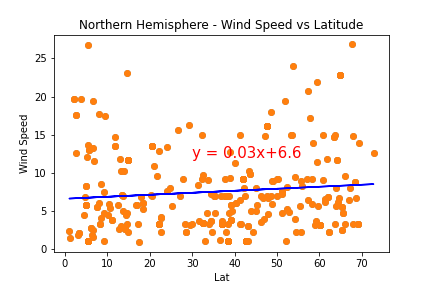 Northern Hemisphere - Wind Speed vs Latitude
25
20
15
10
5
0
Wind Speed
y = 0.03x+6.6
0 10 20 30 40 50 60 70
Lat